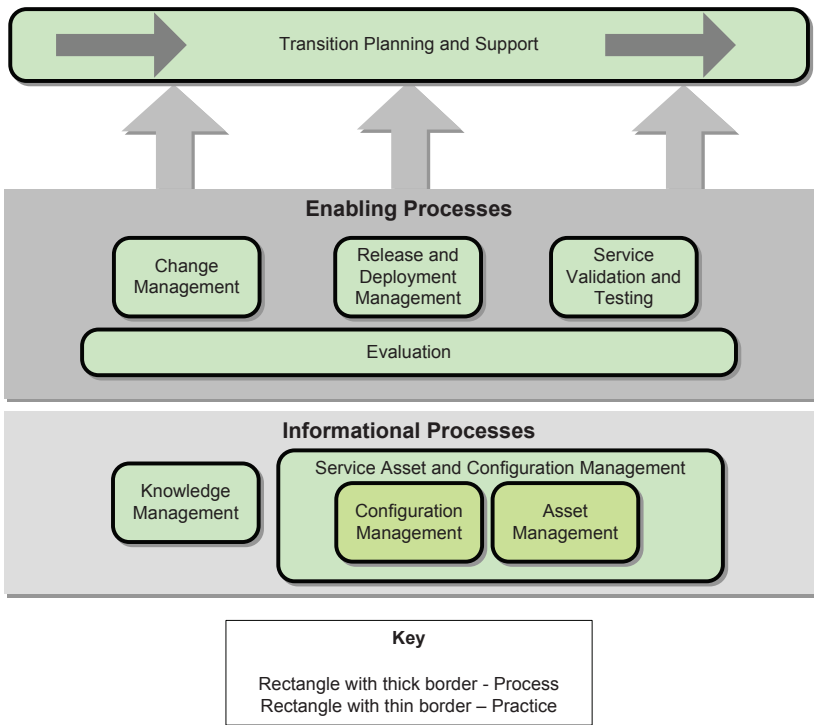 Transition Planning and Support
Enabling Processes
Change
Management
Release and
Deployment
Management
Service
Validation and
Testing
Evaluation
Informational Processes
Knowledge
Management
Service Asset and Configuration Management
Configuration
Management
Asset
Management
Key
Rectangle with thick border - Process
Rectangle with thin border – Practice